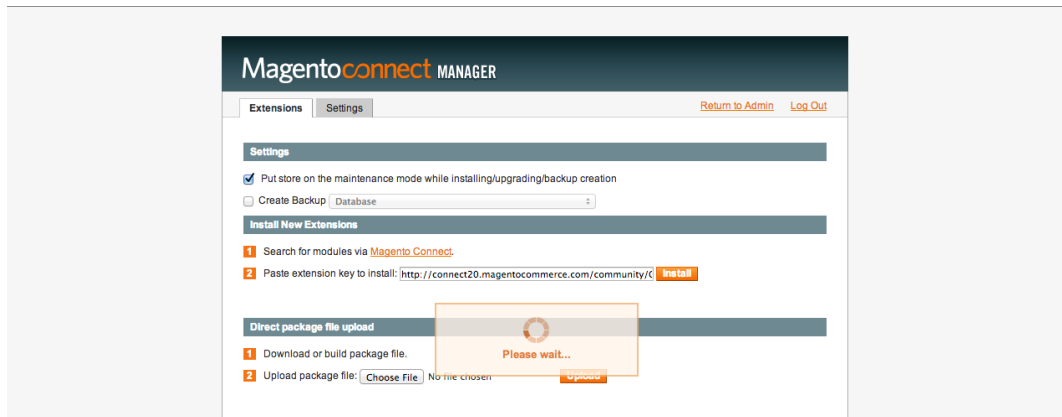 Magentoconnect MANAGER
Extensions Settings Return to Admin Log Out
Settings
Put store on the maintenance mode while installing/upgrading/backup creation
Create Backup Database
Install New Extensions
1 Search for modules via Magento Connect.
2 Paste extension key to install: http://connect20.magentocommerce.com/community/ Install
Direct package file upload
1 Download or build package file.
Please wait...
2 Upload package file: Choose File No file chosen Upload